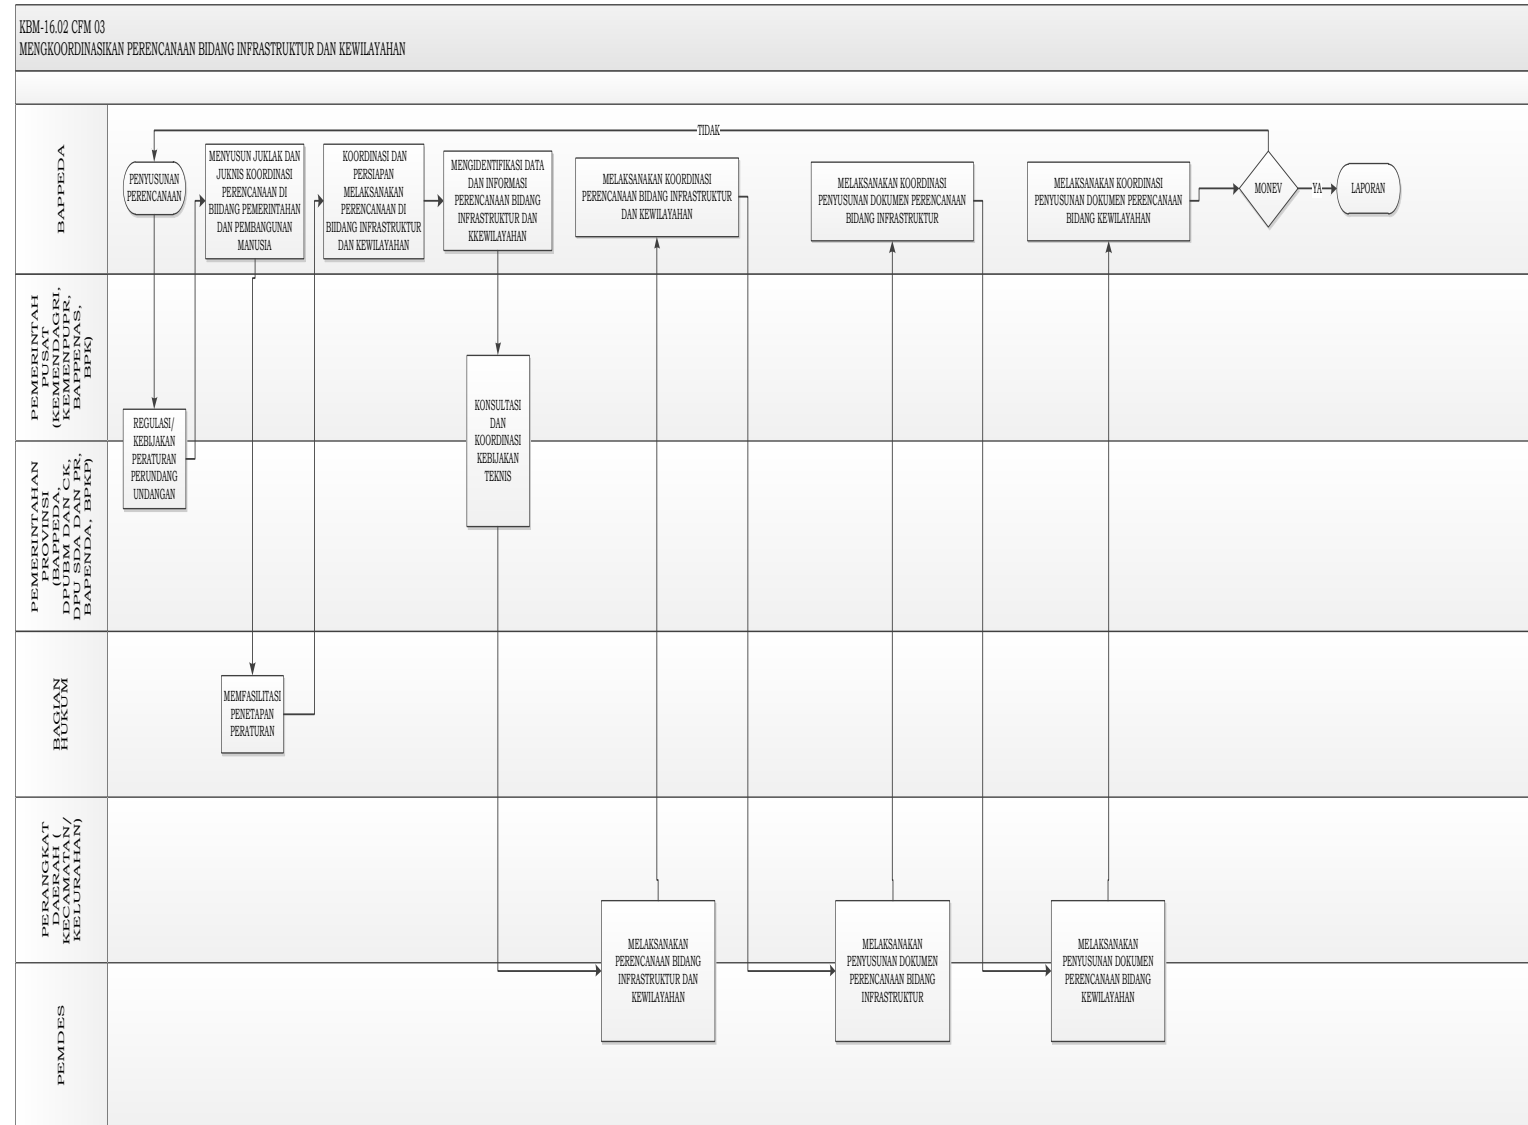 KBM-16.02 CFM 03
MENGKOORDINASIKAN PERENCANAAN BIDANG INFRASTRUKTUR DAN KEWILAYAHAN
BAPPEDA
TIDAK
PENYUSUNAN
PERENCANAAN
MENYUSUN JUKLAK DAN
JUKNIS KOORDINASI
PERENCANAAN DI
BIIDANG PEMERINTAHAN
DAN PEMBANGUNAN
MANUSIA
KOORDINASI DAN
PERSIAPAN
MELAKSANAKAN
PERENCANAAN DI
BIIDANG INFRASTRUKTUR
DAN KEWILAYAHAN
MENGIDENTIFIKASI DATA
DAN INFORMASI
PERENCANAAN BIDANG
INFRASTRUKTUR DAN
KKEWILAYAHAN
MELAKSANAKAN KOORDINASI
PERENCANAAN BIDANG INFRASTRUKTUR
DAN KEWILAYAHAN
MELAKSANAKAN KOORDINASI
PENYUSUNAN DOKUMEN PERENCANAAN
BIDANG INFRASTRUKTUR
MELAKSANAKAN KOORDINASI
PENYUSUNAN DOKUMEN PERENCANAAN
BIDANG KEWILAYAHAN
MONEV
YA
LAPORAN
PEMERINTAH
PUSAT
(KEMENDAGRI,
KEMENPUPR,
BAPPENAS,
BPK)
REGULASI/
KEBIJAKAN
PERATURAN
PERUNDANG
UNDANGAN
KONSULTASI
DAN
KOORDINASI
KEBIJAKAN
TEKNIS
PEMERINTAHAN
PROVINSI
(BAPPEDA,
DPUBM DAN CK,
DPU SDA DAN PR,
BAPENDA, BPKP)
BAGIAN
HUKUM
MEMFASILITASI
PENETAPAN
PERATURAN
PERANGKAT
DAERAH (
KECAMATAN/
KELURAHAN)
MELAKSANAKAN
PERENCANAAN BIDANG
INFRASTRUKTUR DAN
KEWILAYAHAN
MELAKSANAKAN
PENYUSUNAN DOKUMEN
PERENCANAAN BIDANG
INFRASTRUKTUR
MELAKSANAKAN
PENYUSUNAN DOKUMEN
PERENCANAAN BIDANG
KEWILAYAHAN
PEMDES